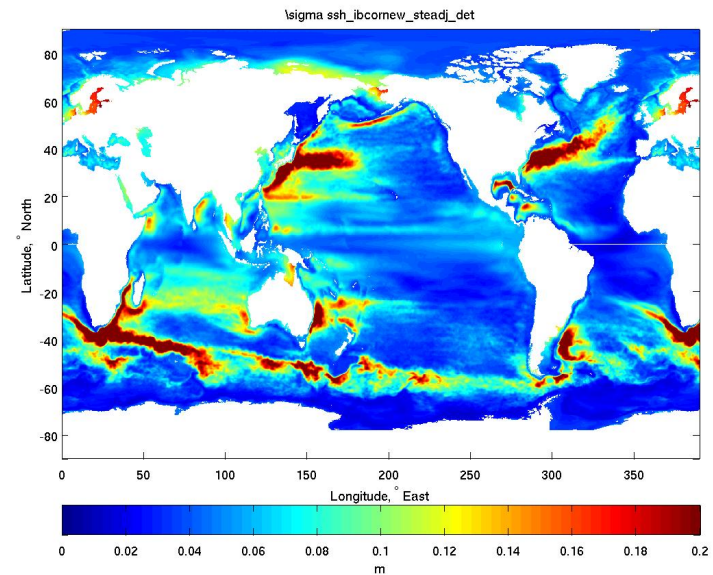 \sigma ssh_ibcornew_steadj_det
80
60
40
20
0
-20
-40
-60
-80
Latitude, ° North
0 50 100 150 200 250 300 350
Longitude, ° East
0 0.02 0.04 0.06 0.08 0.1 0.12 0.14 0.16 0.18 0.2
m